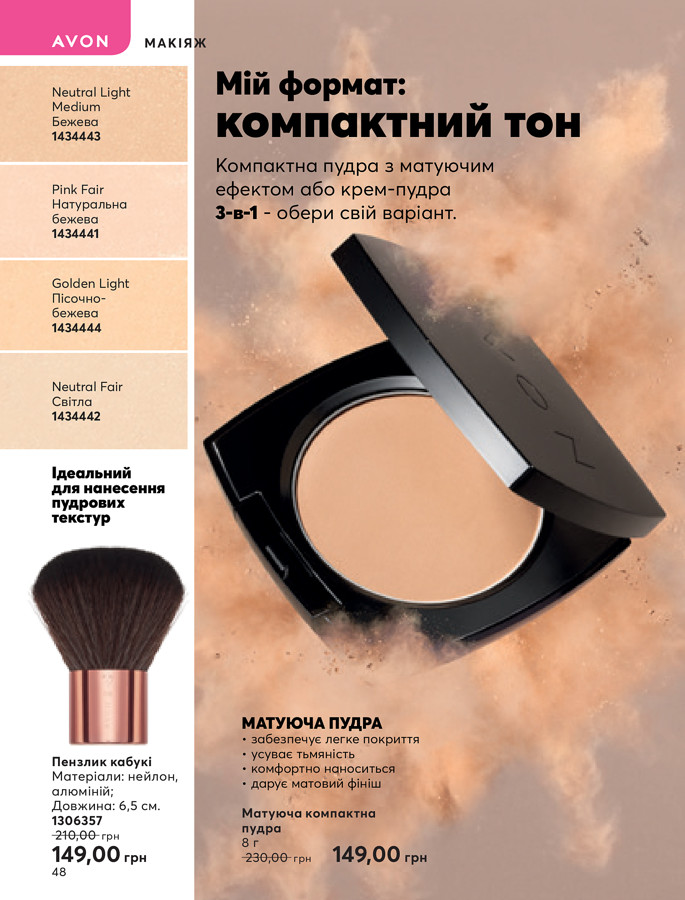 AVON
МАКІЯЖ
Neutral Light
Medium
Бежева
1434443
Pink Fair
Натуральна
бежева
1434441
Golden Light
Пісочно-
бежева
1434444
Neutral Fair
Світла
1434442
Ідеальний
для нанесення
пудрових
текстур
Пензлик кабукі
Матеріали: нейлон,
алюміній;
Довжина: 6,5 см.
1306357
210,00 грн
149,00 грн
48
Мій формат:
компактний тон
Компактна пудра з матуючим
ефектом або крем-пудра
3-в-1 - обери свій варіант.
AVON
МАТУЮЧА ПУДРА
• забезпечує легке покриття
• усуває тьмяність
• комфортно наноситься
• дарує матовий фініш
Матуюча компактна
пудра
8 г
230,00 грн 149,00 грн